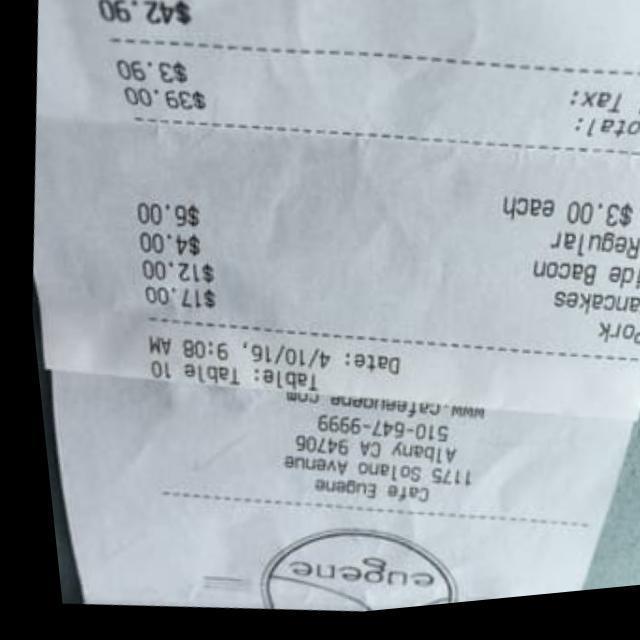 eugene
Cafe Eugene
1175 Solano Avenue
Albany CA 94706
510-647-9999
www.cafeeugene.com
Table: Table 10
Date: 4/10/16, 9:08 AM
Pork $17.00
ancakes $12.00
ide Bacon $4.00
Regular $6.00
$3.00 each
otal: $39.00
Tax: $3.90
$42.90